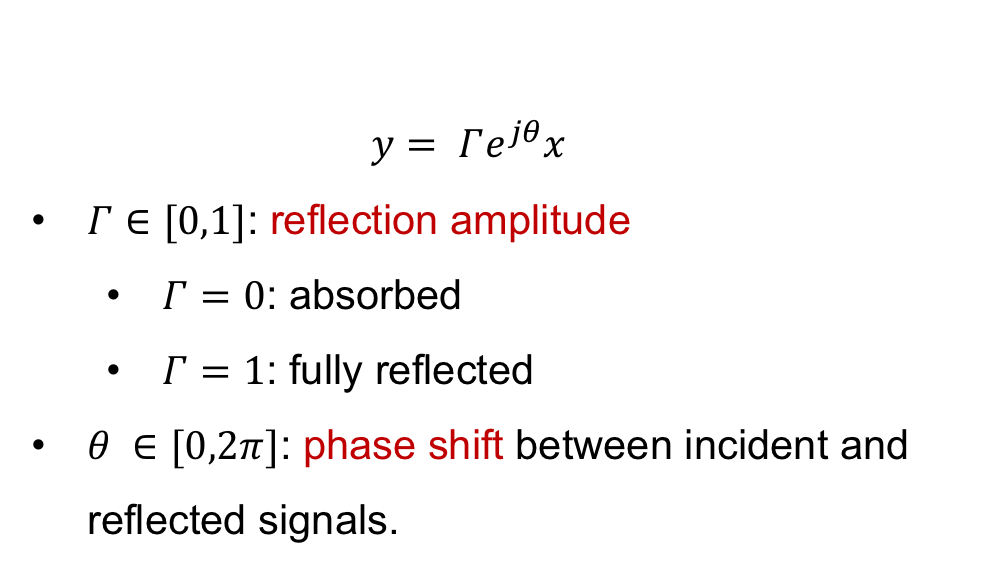 𝑦 = 𝛤𝑒^{𝑗𝜃}𝑥
• 𝛤 ∈ [0,1]: reflection amplitude
• 𝛤 = 0: absorbed
• 𝛤 = 1: fully reflected
• 𝜃 ∈ [0,2𝜋]: phase shift between incident and
reflected signals.